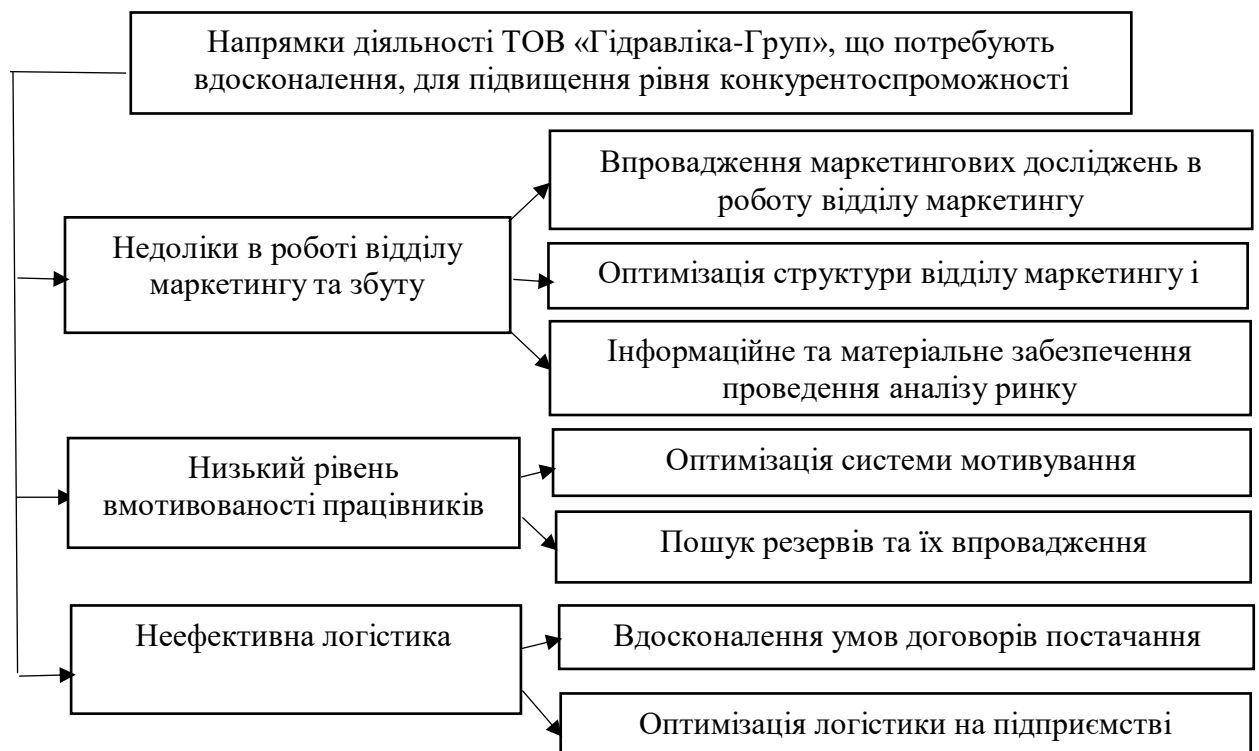 Напрямки діяльності ТОВ «Гідравліка-Груп», що потребують
вдосконалення, для підвищення рівня конкурентоспроможності
Недоліки в роботі відділу
маркетингу та збуту
Впровадження маркетингових досліджень в
роботу відділу маркетингу
Оптимізація структури відділу маркетингу і
Інформаційне та матеріальне забезпечення
проведення аналізу ринку
Низький рівень
вмотивованості працівників
Оптимізація системи мотивування
Пошук резервів та їх впровадження
Неефективна логістика
Вдосконалення умов договорів постачання
Оптимізація логістики на підприємстві